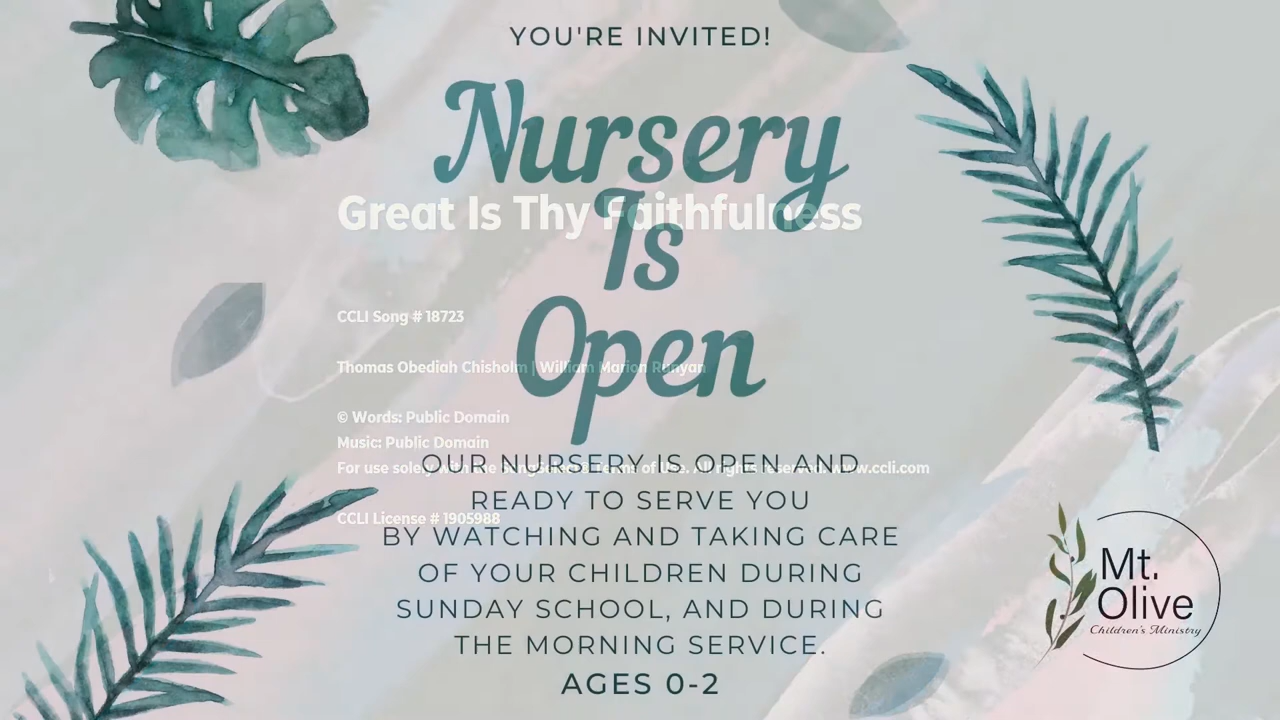 YOU'RE INVITED!
Nursery
Is
Open
OUR NURSERY IS OPEN AND
READY TO SERVE YOU
BY WATCHING AND TAKING CARE
OF YOUR CHILDREN DURING
SUNDAY SCHOOL, AND DURING
THE MORNING SERVICE.
AGES 0-2
Great Is Thy Faithfulness
CCLI Song # 18723
Thomas Obediah Chisholm | William Marion Runyan
© Words: Public Domain
Music: Public Domain
For use solely with the SongSelect® Terms of Use. All rights reserved. www.ccli.com
CCLI License # 1905988
Mt.
Olive
Children's Ministry